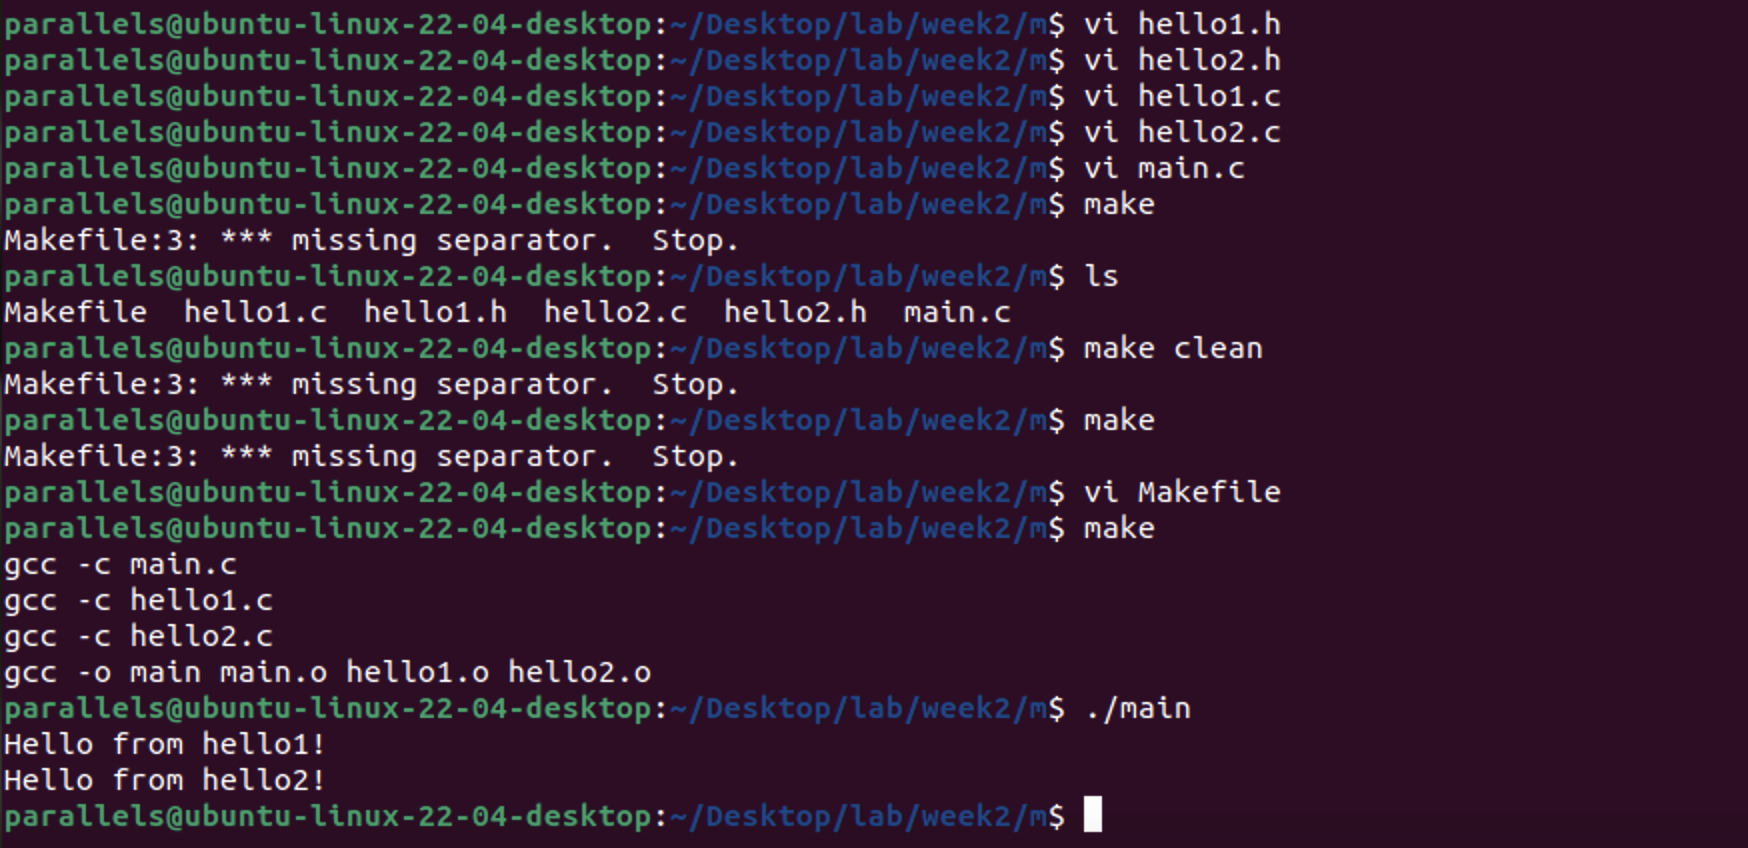 parallels@ubuntu-linux-22-04-desktop:~/Desktop/lab/week2/m$ vi hello1.h
parallels@ubuntu-linux-22-04-desktop:~/Desktop/lab/week2/m$ vi hello2.h
parallels@ubuntu-linux-22-04-desktop:~/Desktop/lab/week2/m$ vi hello1.c
parallels@ubuntu-linux-22-04-desktop:~/Desktop/lab/week2/m$ vi hello2.c
parallels@ubuntu-linux-22-04-desktop:~/Desktop/lab/week2/m$ vi main.c
parallels@ubuntu-linux-22-04-desktop:~/Desktop/lab/week2/m$ make
Makefile:3: *** missing separator.  Stop.
parallels@ubuntu-linux-22-04-desktop:~/Desktop/lab/week2/m$ ls
Makefile  hello1.c  hello1.h  hello2.c  hello2.h  main.c
parallels@ubuntu-linux-22-04-desktop:~/Desktop/lab/week2/m$ make clean
Makefile:3: *** missing separator.  Stop.
parallels@ubuntu-linux-22-04-desktop:~/Desktop/lab/week2/m$ make
Makefile:3: *** missing separator.  Stop.
parallels@ubuntu-linux-22-04-desktop:~/Desktop/lab/week2/m$ vi Makefile
parallels@ubuntu-linux-22-04-desktop:~/Desktop/lab/week2/m$ make
gcc -c main.c
gcc -c hello1.c
gcc -c hello2.c
gcc -o main main.o hello1.o hello2.o
parallels@ubuntu-linux-22-04-desktop:~/Desktop/lab/week2/m$ ./main
Hello from hello1!
Hello from hello2!
parallels@ubuntu-linux-22-04-desktop:~/Desktop/lab/week2/m$